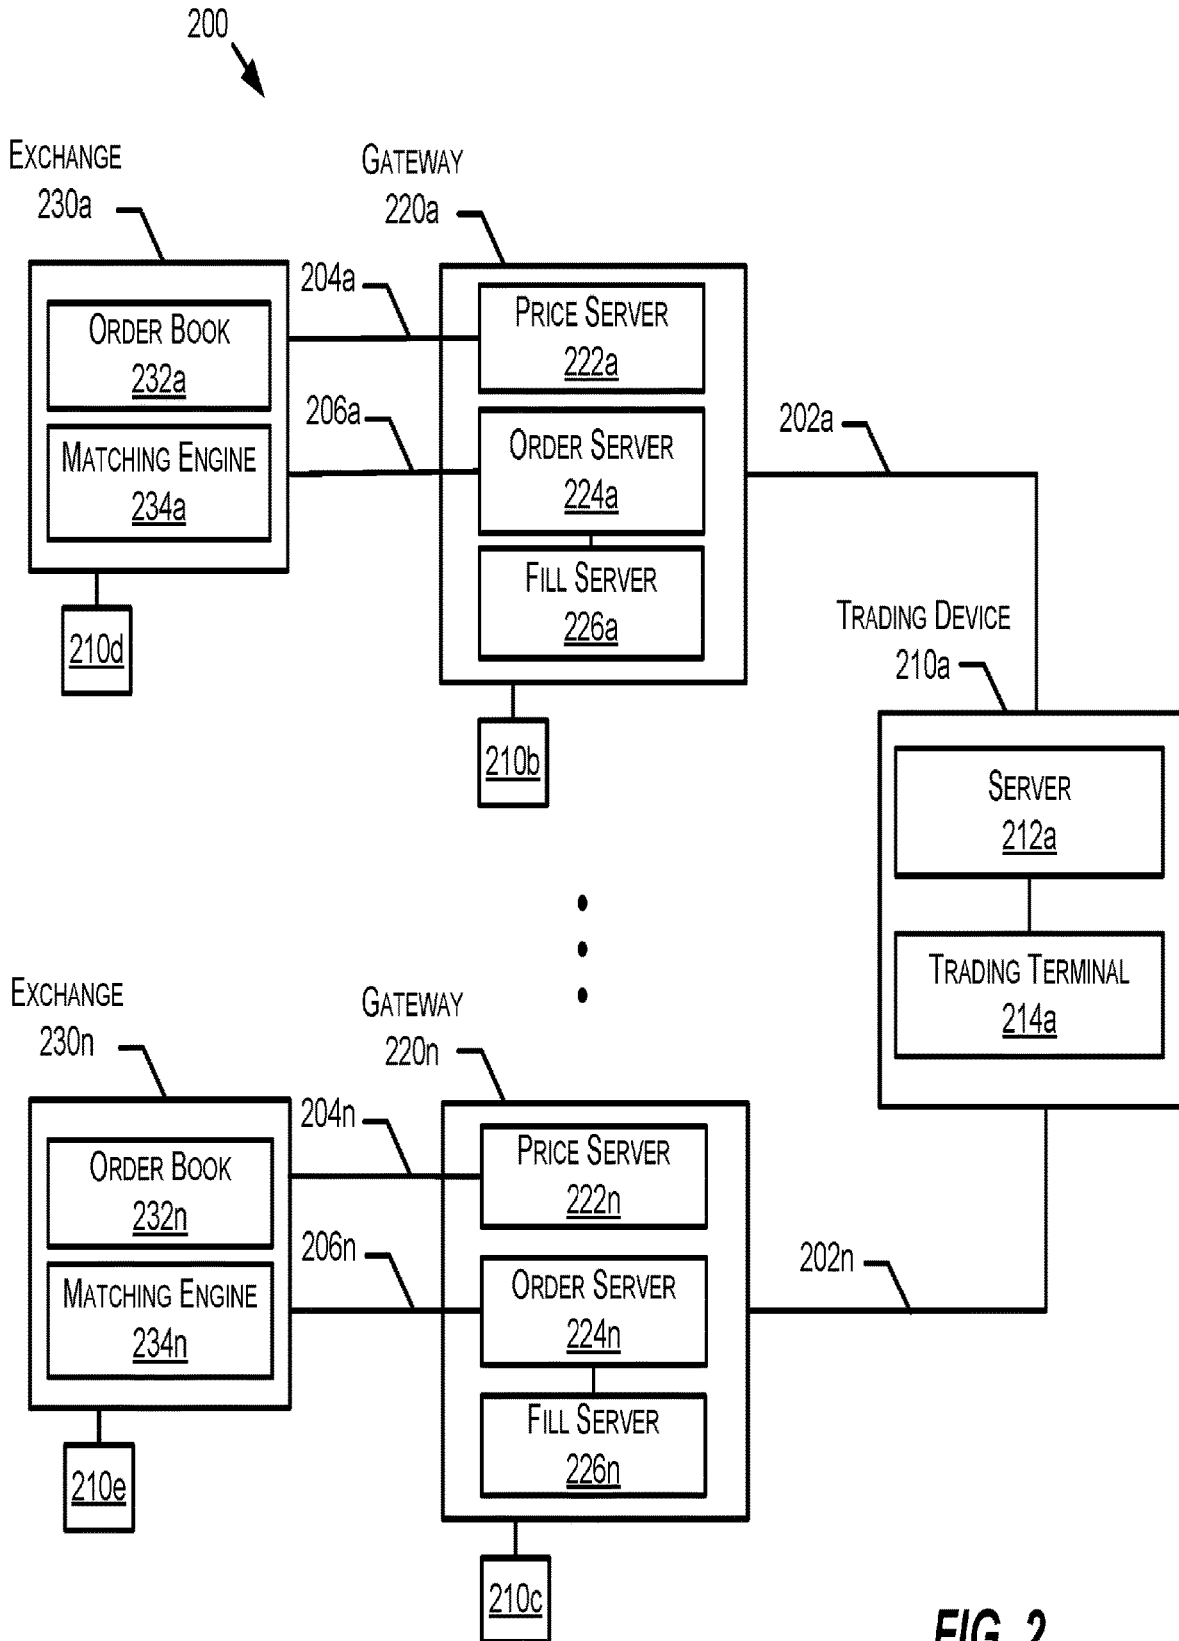 200
EXCHANGE
230a
GATEWAY
220a
204a
ORDER BOOK
232a
PRICE SERVER
222a
206a
MATCHING ENGINE
234a
ORDER SERVER
224a
202a
FILL SERVER
226a
210d
210b
TRADING DEVICE
210a
SERVER
212a
TRADING TERMINAL
214a
EXCHANGE
230n
GATEWAY
220n
204n
ORDER BOOK
232n
PRICE SERVER
222n
206n
MATCHING ENGINE
234n
ORDER SERVER
224n
202n
FILL SERVER
226n
210e
210c
FIG. 2